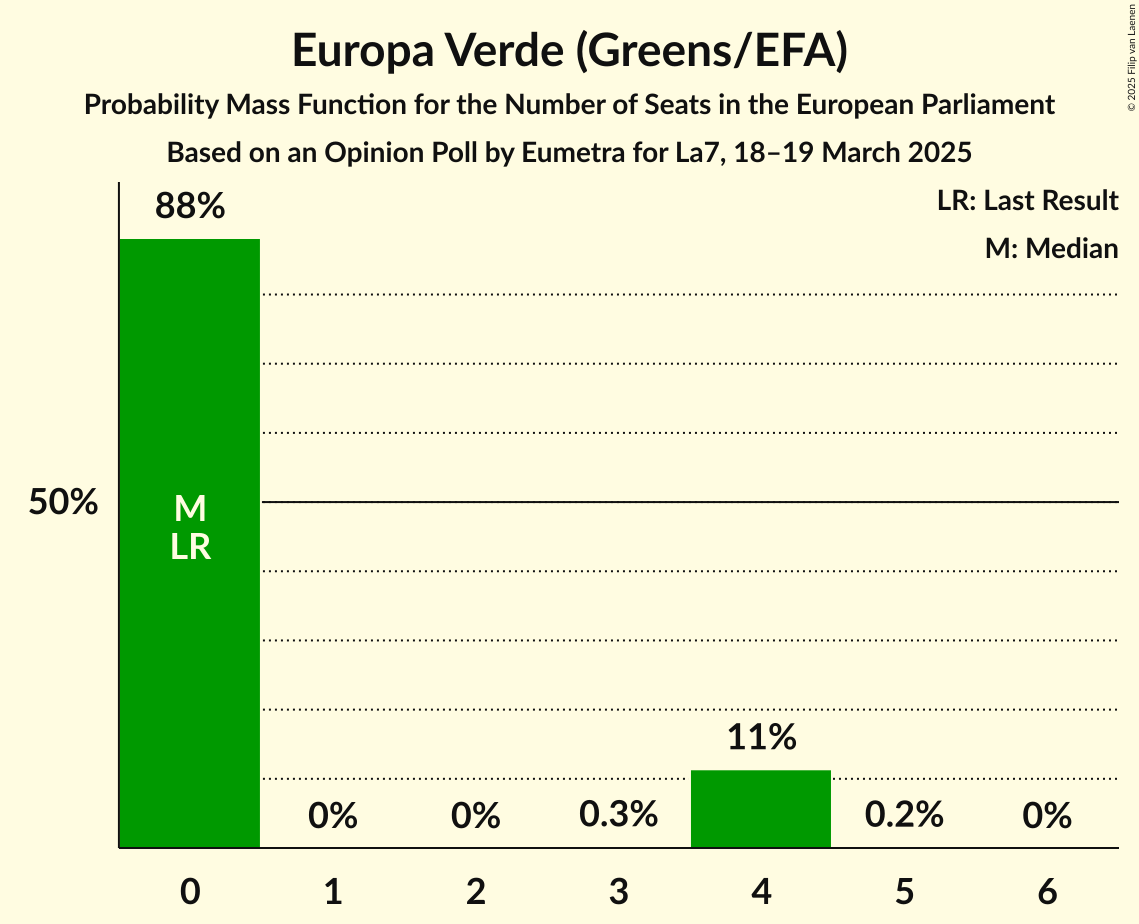 Europa Verde (Greens/EFA)
Probability Mass Function for the Number of Seats in the European Parliament
Based on an Opinion Poll by Eumetra for La7, 18–19 March 2025
© 2025 Filip van Laenen
LR: Last Result
M: Median
88%
50%
M
LR
0%
0%
0.3%
11%
0.2%
0%
0 1 2 3 4 5 6